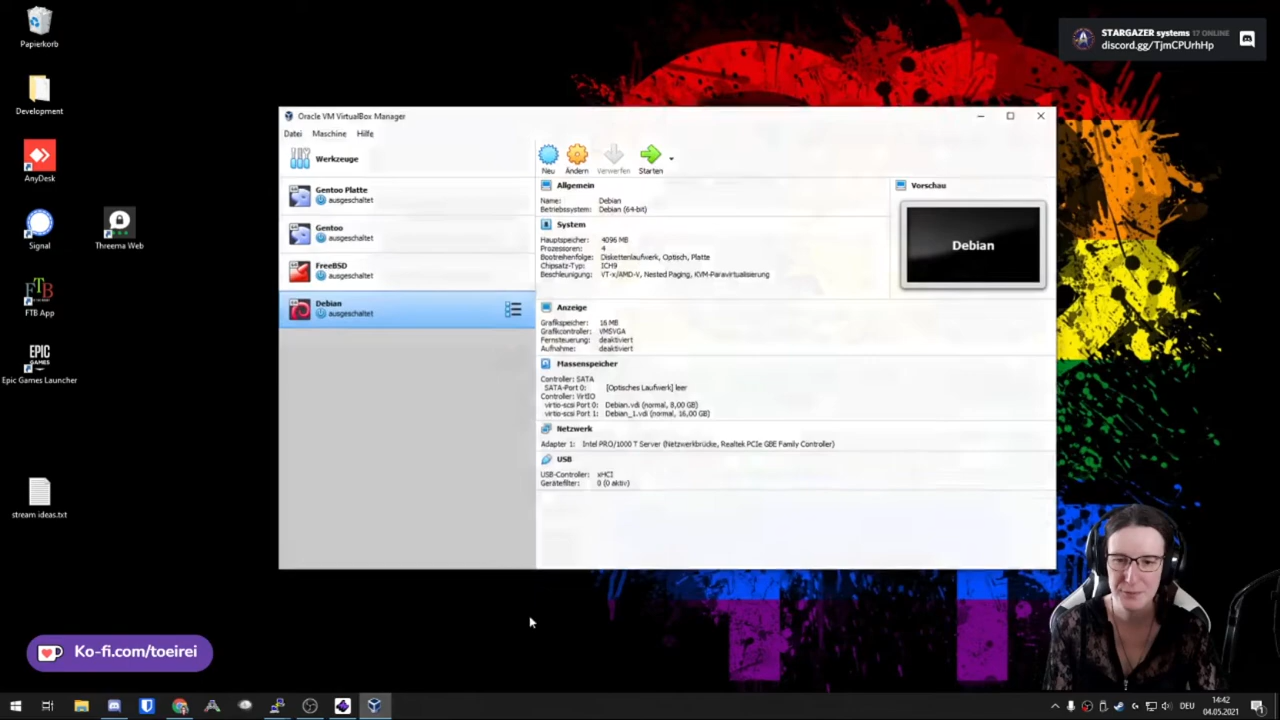 Papierkorb
Development
AnyDesk
Signal
Threema Web
FTB
FTB App
EPIC
GAMES
Epic Games Launcher
stream ideas.txt
STARGAZER systems 17 ONLINE
discord.gg/TjmCPUrhHp
Oracle VM VirtualBox Manager
Datei Maschine Hilfe
Werkzeuge
Gentoo Platte
ausgeschaltet
Gentoo
ausgeschaltet
FreeBSD
ausgeschaltet
Debian
ausgeschaltet
Neu Ändern Verwerfen Starten
Allgemein
Name: Debian
Betriebssystem: Debian (64-bit)
System
Hauptspeicher: 4096 MB
Prozessoren: 4
Bootreihenfolge: Diskettenlaufwerk, Optisch, Platte
Chipsatz-Typ: ICH9
Beschleunigung: VT-x/AMD-V, Nested Paging, KVM-Paravirtualisierung
Vorschau
Debian
Anzeige
Grafikspeicher: 16 MB
Grafikcontroller: VMSVGA
Fernsteuerung: deaktiviert
Aufnahme: deaktiviert
Massenspeicher
Controller: SATA
SATA-Port 0: [Optisches Laufwerk] leer
Controller: VirtIO
virtio-scsi Port 0: Debian.vdi (normal, 8,00 GB)
virtio-scsi Port 1: Debian_1.vdi (normal, 16,00 GB)
Netzwerk
Adapter 1: Intel PRO/1000 T Server (Netzwerkbrücke, Realtek PCIe GBE Family Controller)
USB
USB-Controller: xHCI
Gerätefilter: 0 (0 aktiv)
Ko-fi.com/toeirei
DEU
14:42
04.05.2021